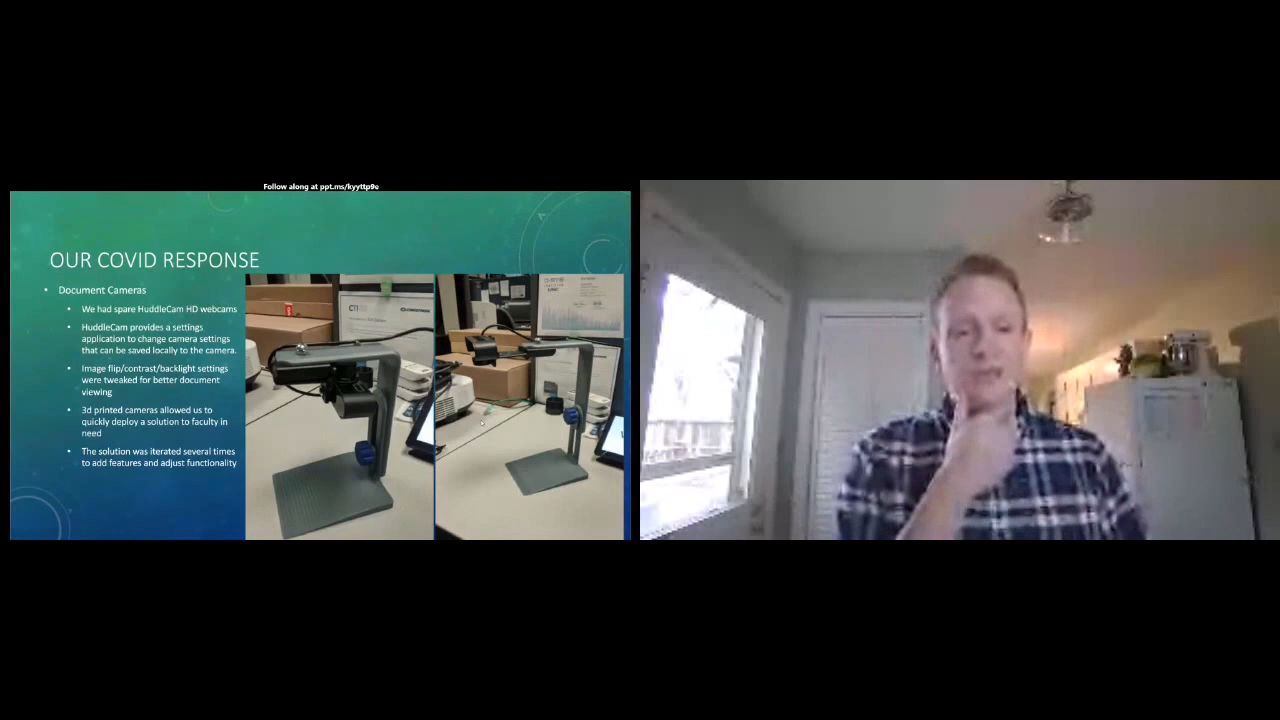 Follow along at ppt.ms/kyyttp9e
OUR COVID RESPONSE
• Document Cameras
• We had spare HuddleCam HD webcams
• HuddleCam provides a settings
application to change camera settings
that can be saved locally to the camera.
• Image flip/contrast/backlight settings
were tweaked for better document
viewing
• 3d printed cameras allowed us to
quickly deploy a solution to faculty in
need
• The solution was iterated several times
to add features and adjust functionality